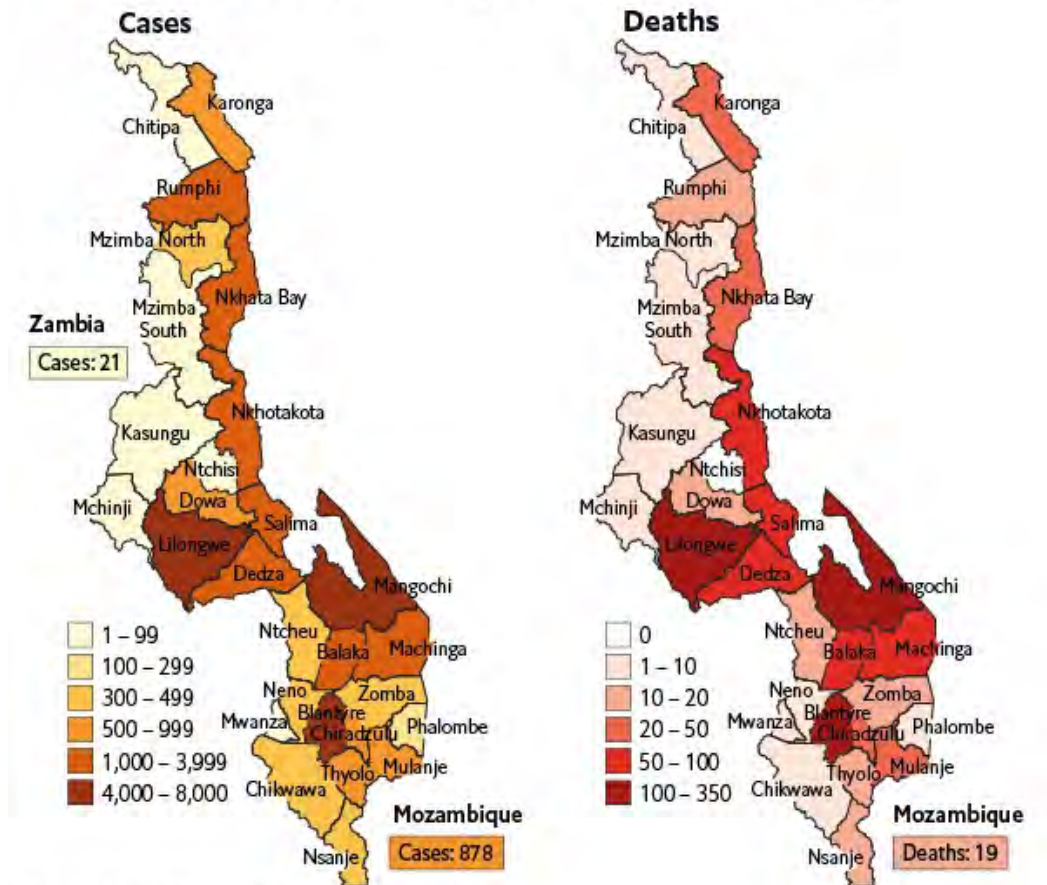 Cases
Karonga
Chitipa
Rumphi
Mzimba North
Nkhata Bay
Mzimba
South
Zambia
Cases: 21
Nkhotakota
Kasungu
Ntchisi
Mchinji
Dowa
Salima
Lilongwe
Dedza
Mangochi
Ntcheu
Balaka
Machinga
Neno
Zomba
Blantyre
Mwanza
Phalombe
Chiradzulu
Thyolo
Mulanje
Chikwawa
Nsanje
1 – 99
100 – 299
300 – 499
500 – 999
1,000 – 3,999
4,000 – 8,000
Mozambique
Cases: 878
Deaths
Karonga
Chitipa
Rumphi
Mzimba North
Nkhata Bay
Mzimba
South
Nkhotakota
Kasungu
Ntchisi
Mchinji
Dowa
Salima
Lilongwe
Dedza
Mangochi
Ntcheu
Balaka
Machinga
Neno
Zomba
Blantyre
Mwanza
Phalombe
Chiradzulu
Thyolo
Mulanje
Chikwawa
Nsanje
0
1 – 10
10 – 20
20 – 50
50 – 100
100 – 350
Mozambique
Deaths: 19